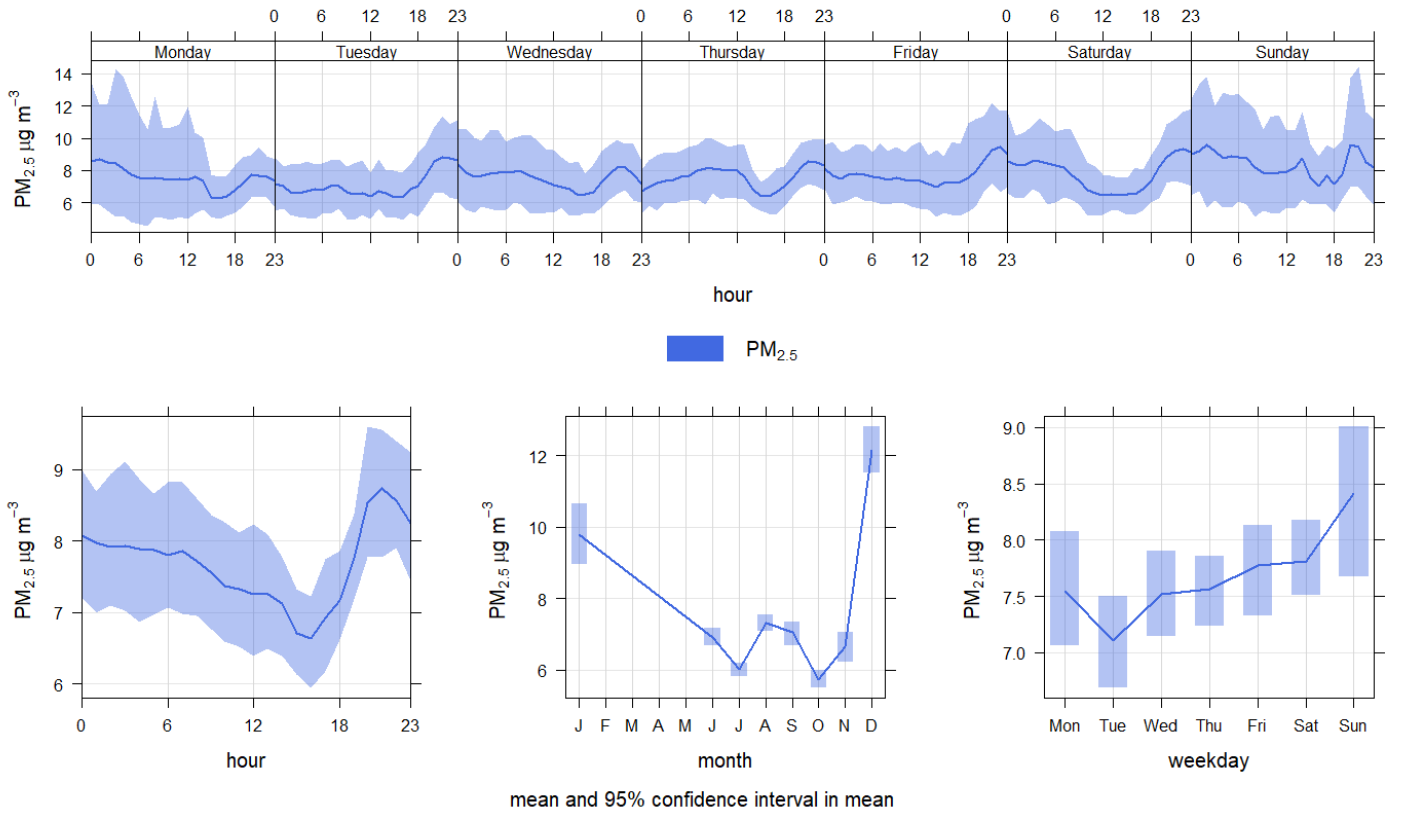 0 6 12 18 23 0 6 12 18 23 0 6 12 18 23
Monday Tuesday Wednesday Thursday Friday Saturday Sunday
14
12
10
8
6
PM2.5 µg m−3
0 6 12 18 23 0 6 12 18 23 0 6 12 18 23 0 6 12 18 23
hour
PM2.5
9
8
7
6
PM2.5 µg m−3
0 6 12 18 23
hour
12
10
8
6
PM2.5 µg m−3
J F M A M J J A S O N D
month
9.0
8.5
8.0
7.5
7.0
PM2.5 µg m−3
Mon Tue Wed Thu Fri Sat Sun
weekday
mean and 95% confidence interval in mean